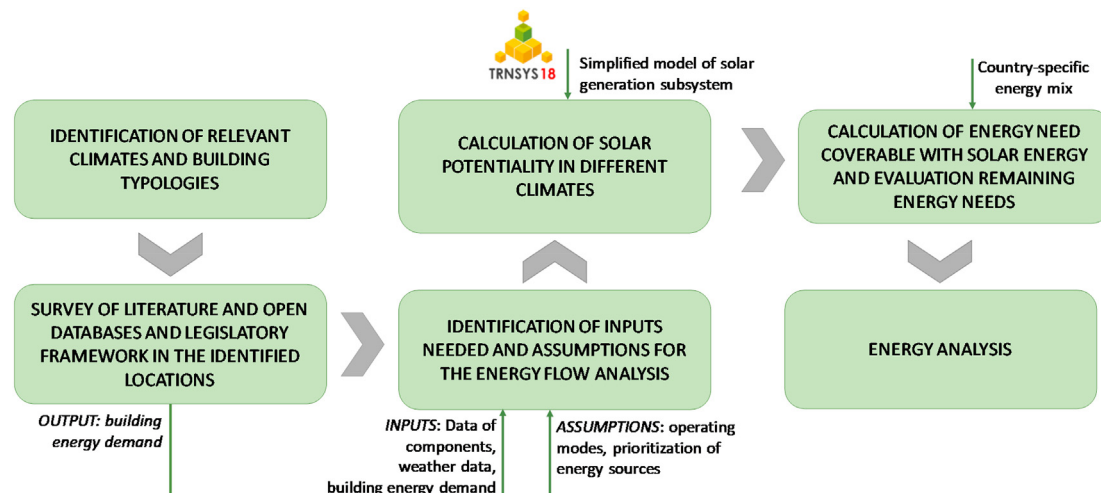 TRNSYS 18
Simplified model of solar
generation subsystem
Country-specific
energy mix
IDENTIFICATION OF RELEVANT
CLIMATES AND BUILDING
TYPOLOGIES
CALCULATION OF SOLAR
POTENTIALITY IN DIFFERENT
CLIMATES
CALCULATION OF ENERGY NEED
COVERABLE WITH SOLAR ENERGY
AND EVALUATION REMAINING
ENERGY NEEDS
SURVEY OF LITERATURE AND OPEN
DATABASES AND LEGISLATORY
FRAMEWORK IN THE IDENTIFIED
LOCATIONS
IDENTIFICATION OF INPUTS
NEEDED AND ASSUMPTIONS FOR
THE ENERGY FLOW ANALYSIS
ENERGY ANALYSIS
OUTPUT: building
energy demand
INPUTS: Data of
components,
weather data,
building energy demand
ASSUMPTIONS: operating
modes, prioritization of
energy sources